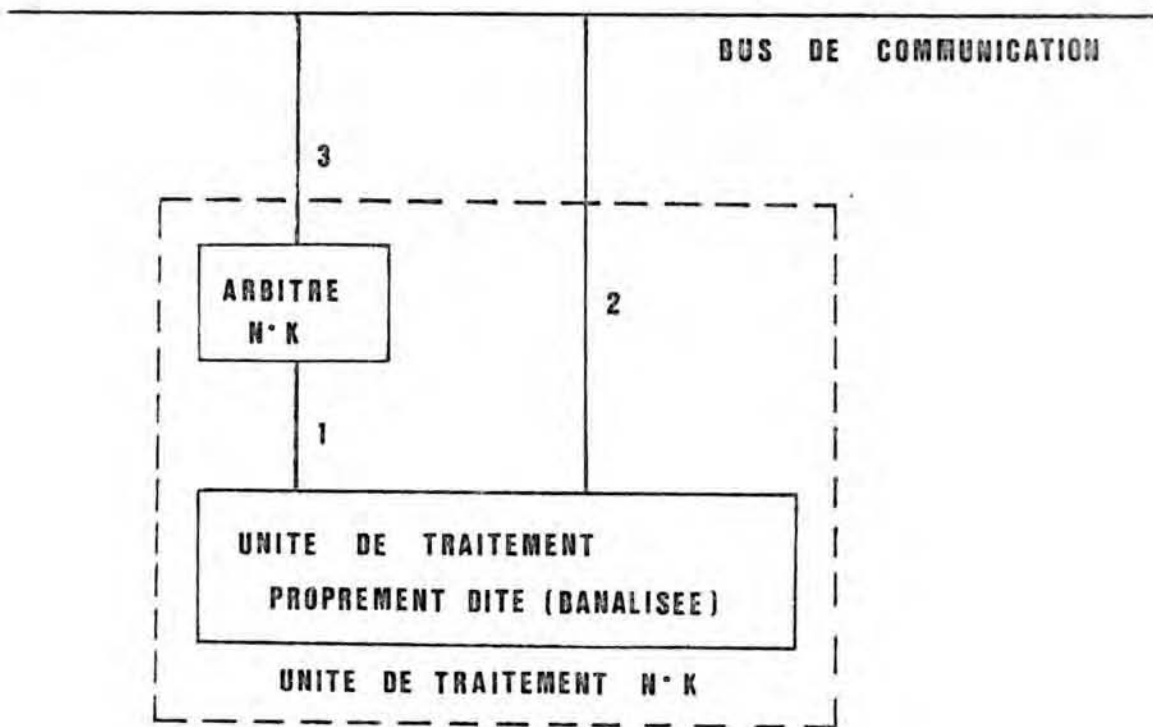 BUS DE COMMUNICATION
3
ARBITRE
N° K
2
1
UNITE DE TRAITEMENT
PROPREMENT DITE (BANALISEE)
UNITE DE TRAITEMENT N° K